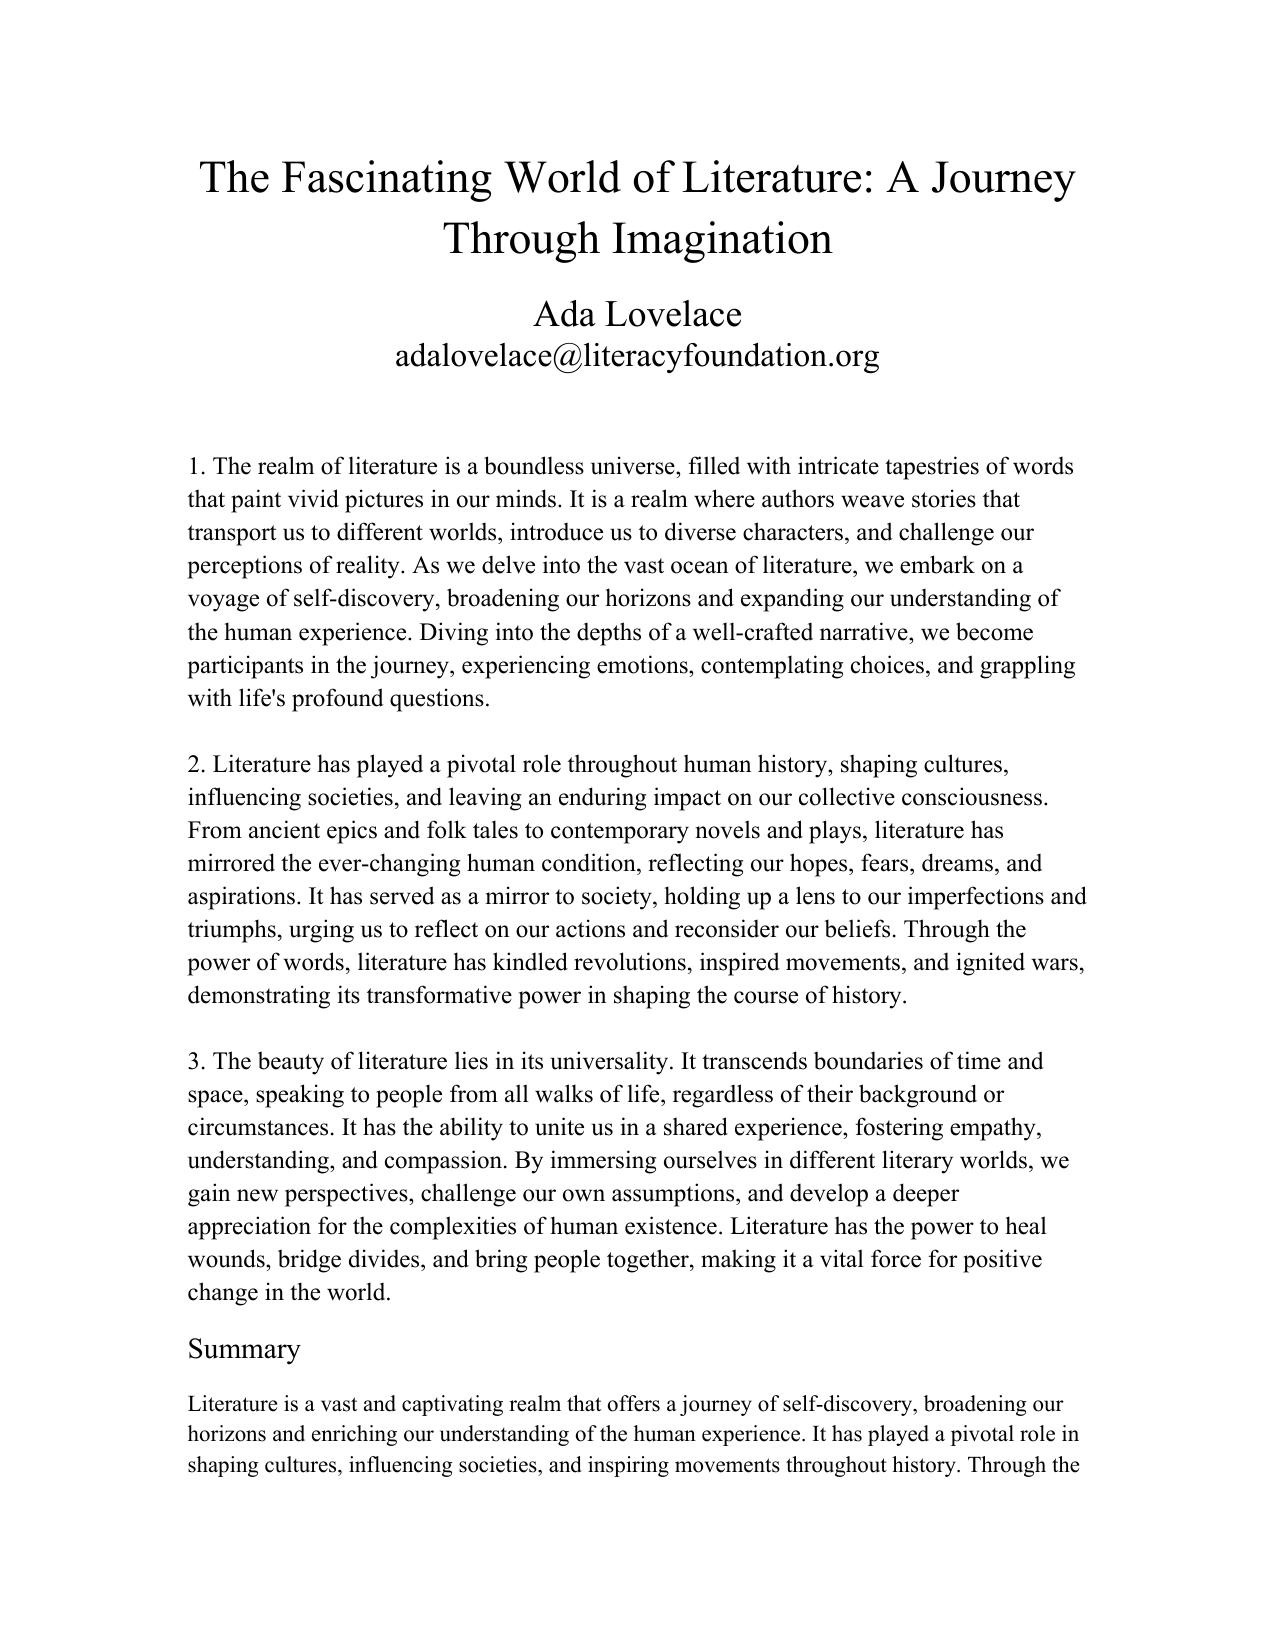 The Fascinating World of Literature: A Journey
Through Imagination
Ada Lovelace
adalovelace@literacyfoundation.org
1. The realm of literature is a boundless universe, filled with intricate tapestries of words
that paint vivid pictures in our minds. It is a realm where authors weave stories that
transport us to different worlds, introduce us to diverse characters, and challenge our
perceptions of reality. As we delve into the vast ocean of literature, we embark on a
voyage of self-discovery, broadening our horizons and expanding our understanding of
the human experience. Diving into the depths of a well-crafted narrative, we become
participants in the journey, experiencing emotions, contemplating choices, and grappling
with life's profound questions.
2. Literature has played a pivotal role throughout human history, shaping cultures,
influencing societies, and leaving an enduring impact on our collective consciousness.
From ancient epics and folk tales to contemporary novels and plays, literature has
mirrored the ever-changing human condition, reflecting our hopes, fears, dreams, and
aspirations. It has served as a mirror to society, holding up a lens to our imperfections and
triumphs, urging us to reflect on our actions and reconsider our beliefs. Through the
power of words, literature has kindled revolutions, inspired movements, and ignited wars,
demonstrating its transformative power in shaping the course of history.
3. The beauty of literature lies in its universality. It transcends boundaries of time and
space, speaking to people from all walks of life, regardless of their background or
circumstances. It has the ability to unite us in a shared experience, fostering empathy,
understanding, and compassion. By immersing ourselves in different literary worlds, we
gain new perspectives, challenge our own assumptions, and develop a deeper
appreciation for the complexities of human existence. Literature has the power to heal
wounds, bridge divides, and bring people together, making it a vital force for positive
change in the world.
Summary
Literature is a vast and captivating realm that offers a journey of self-discovery, broadening our
horizons and enriching our understanding of the human experience. It has played a pivotal role in
shaping cultures, influencing societies, and inspiring movements throughout history. Through the